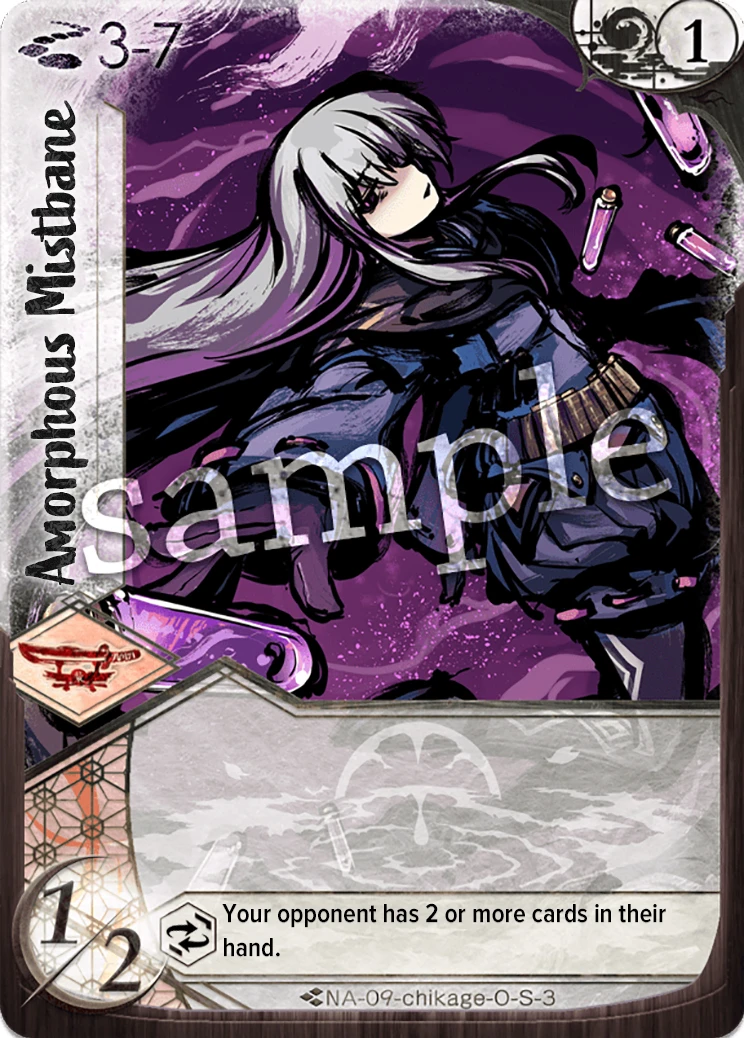 3-7
1
Amorphous Mistbane
sample
1/2
Your opponent has 2 or more cards in their
hand.
NA-09-chikage-O-S-3